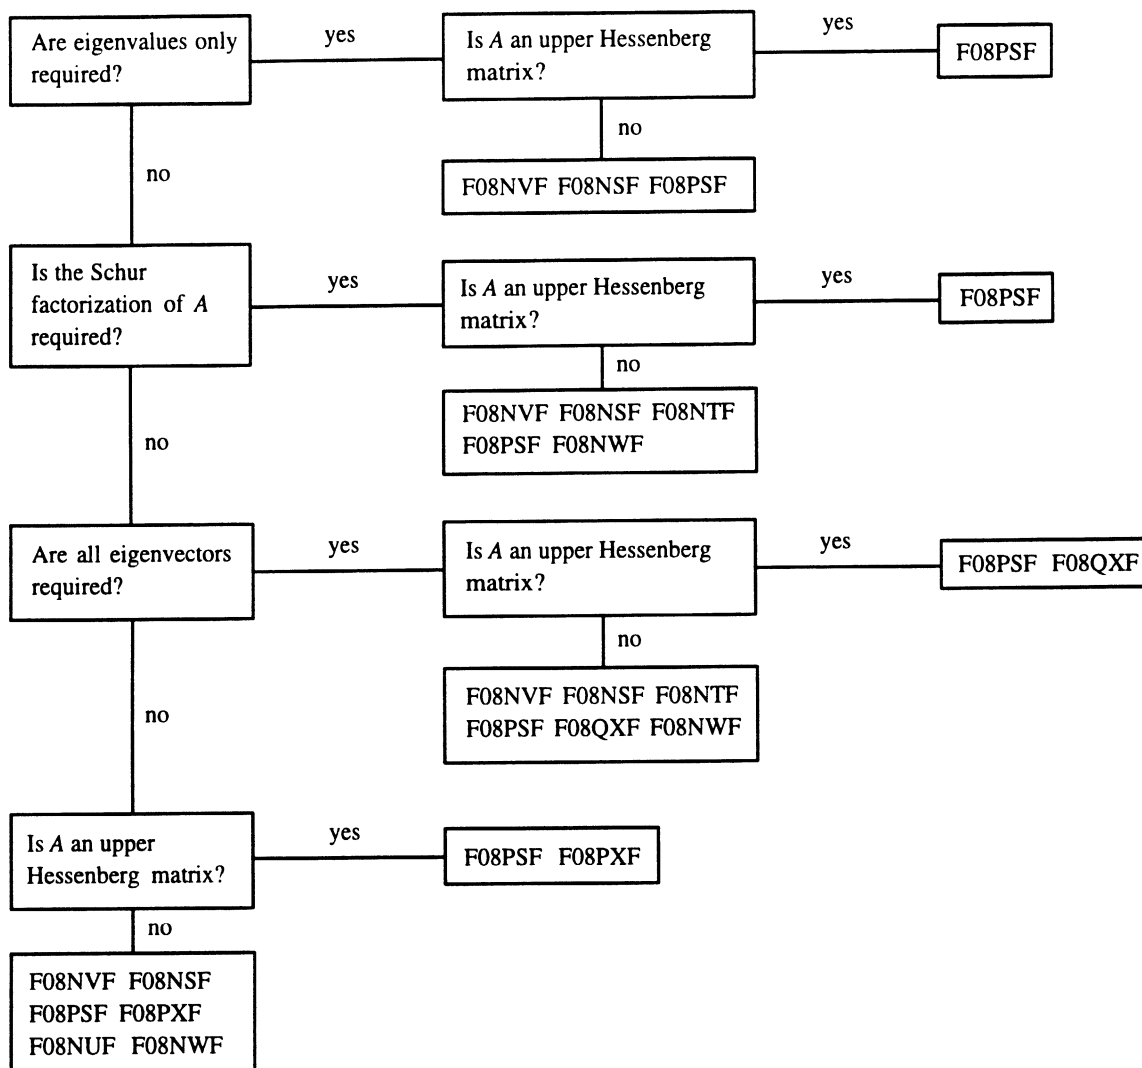 Are eigenvalues only
required?
yes
Is A an upper Hessenberg
matrix?
yes
F08PSF
no
F08NVF F08NSF F08PSF
no
Is the Schur
factorization of A
required?
yes
Is A an upper Hessenberg
matrix?
yes
F08PSF
no
F08NVF F08NSF F08NTF
F08PSF F08NWF
no
Are all eigenvectors
required?
yes
Is A an upper Hessenberg
matrix?
yes
F08PSF F08QXF
no
F08NVF F08NSF F08NTF
F08PSF F08QXF F08NWF
no
Is A an upper
Hessenberg matrix?
yes
F08PSF F08PXF
no
F08NVF F08NSF
F08PSF F08PXF
F08NUF F08NWF